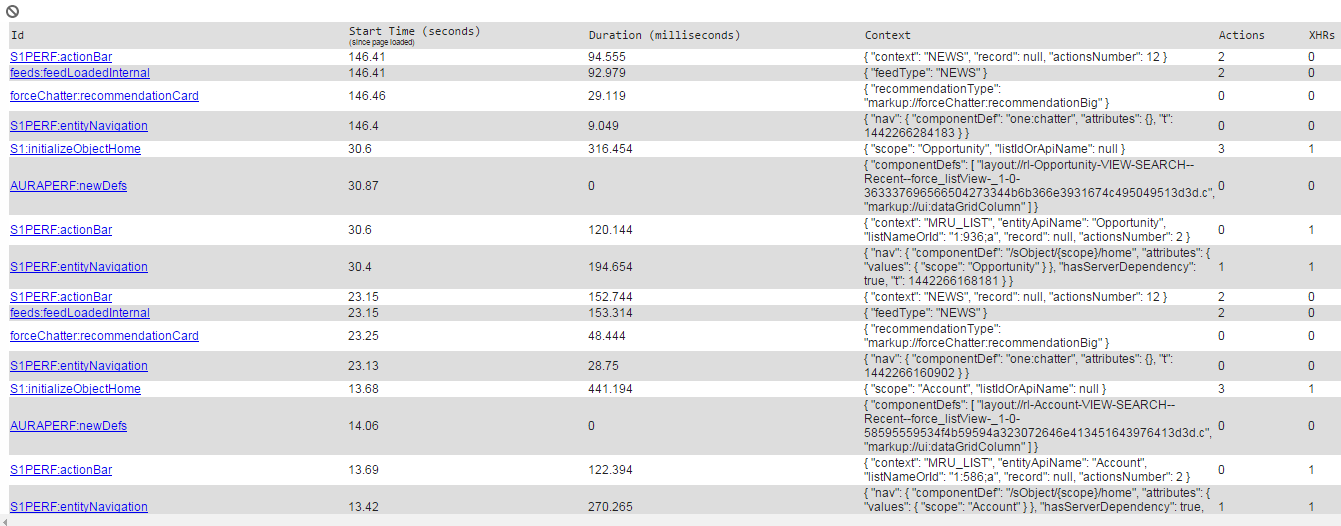 Id Start Time (seconds) Duration (milliseconds) Context Actions XHRs
(since page loaded)
S1PERF:actionBar 146.41 94.555 { "context": "NEWS", "record": null, "actionsNumber": 12 } 2 0
feeds:feedLoadedInternal 146.41 92.979 { "feedType": "NEWS" } 2 0
forceChatter:recommendationCard 146.46 29.119 { "recommendationType":
"markup://forceChatter:recommendationBig" } 0 0
S1PERF:entityNavigation 146.4 9.049 { "nav": { "componentDef": "one:chatter", "attributes": {}, "t":
1442266284183 } } 0 0
S1:initializeObjectHome 30.6 316.454 { "scope": "Opportunity", "listIdOrApiName": null } 3 1
AURAPERF:newDefs 30.87 0 { "componentDefs": [ "layout://rl-Opportunity-VIEW-SEARCH--
Recent--force_listView-_1-0-
363337696566504273344b6b366e3931674c495049513d3d.c",
"markup://ui:dataGridColumn" ] } 0 0
S1PERF:actionBar 30.6 120.144 { "context": "MRU_LIST", "entityApiName": "Opportunity",
"listNameOrId": "1:936;a", "record": null, "actionsNumber": 2 } 0 1
S1PERF:entityNavigation 30.4 194.654 { "nav": { "componentDef": "/sObject/{scope}/home", "attributes": {
"values": { "scope": "Opportunity" } }, "hasServerDependency":
true, "t": 1442266168181 } } 1 1
S1PERF:actionBar 23.15 152.744 { "context": "NEWS", "record": null, "actionsNumber": 12 } 2 0
feeds:feedLoadedInternal 23.15 153.314 { "feedType": "NEWS" } 2 0
forceChatter:recommendationCard 23.25 48.444 { "recommendationType":
"markup://forceChatter:recommendationBig" } 0 0
S1PERF:entityNavigation 23.13 28.75 { "nav": { "componentDef": "one:chatter", "attributes": {}, "t":
1442266160902 } } 0 0
S1:initializeObjectHome 13.68 441.194 { "scope": "Account", "listIdOrApiName": null } 3 1
AURAPERF:newDefs 14.06 0 { "componentDefs": [ "layout://rl-Account-VIEW-SEARCH--
Recent--force_listView-_1-0-
58595559534f4b59594a323072646e413451643976413d3d.c",
"markup://ui:dataGridColumn" ] } 0 0
S1PERF:actionBar 13.69 122.394 { "context": "MRU_LIST", "entityApiName": "Account",
"listNameOrId": "1:586;a", "record": null, "actionsNumber": 2 } 0 1
S1PERF:entityNavigation 13.42 270.265 { "nav": { "componentDef": "/sObject/{scope}/home", "attributes": {
"values": { "scope": "Account" } }, "hasServerDependency": true, 1 1